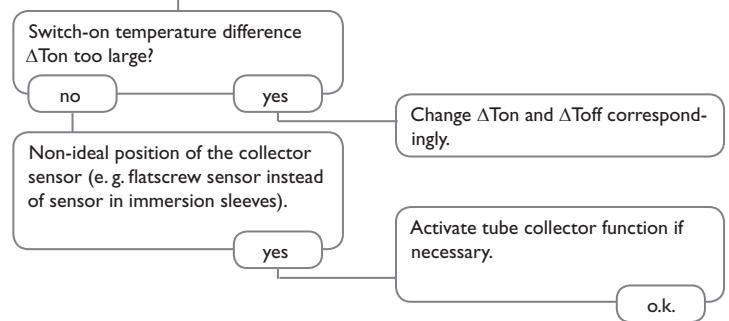 Switch-on temperature difference
ΔTon too large?
no
yes
Change ΔTon and ΔToff correspond-
ingly.
Non-ideal position of the collector
sensor (e. g. flatscrew sensor instead
of sensor in immersion sleeves).
yes
Activate tube collector function if
necessary.
o.k.